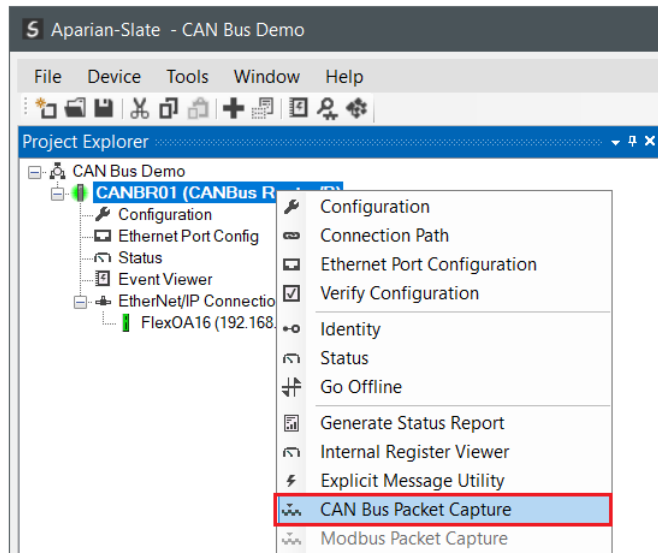 S Aparian-Slate - CAN Bus Demo
File Device Tools Window Help
Project Explorer
CAN Bus Demo
CANBR01 (CANBus
Configuration
Ethernet Port Config
Status
Event Viewer
EtherNet/IP
FlexOA16 (192.168.
Configuration
Connection Path
Ethernet Port Configuration
Verify Configuration
Identity
Status
Go Offline
Generate Status Report
Internal Register Viewer
Explicit Message Utility
CAN Bus Packet Capture
Modbus Packet Capture